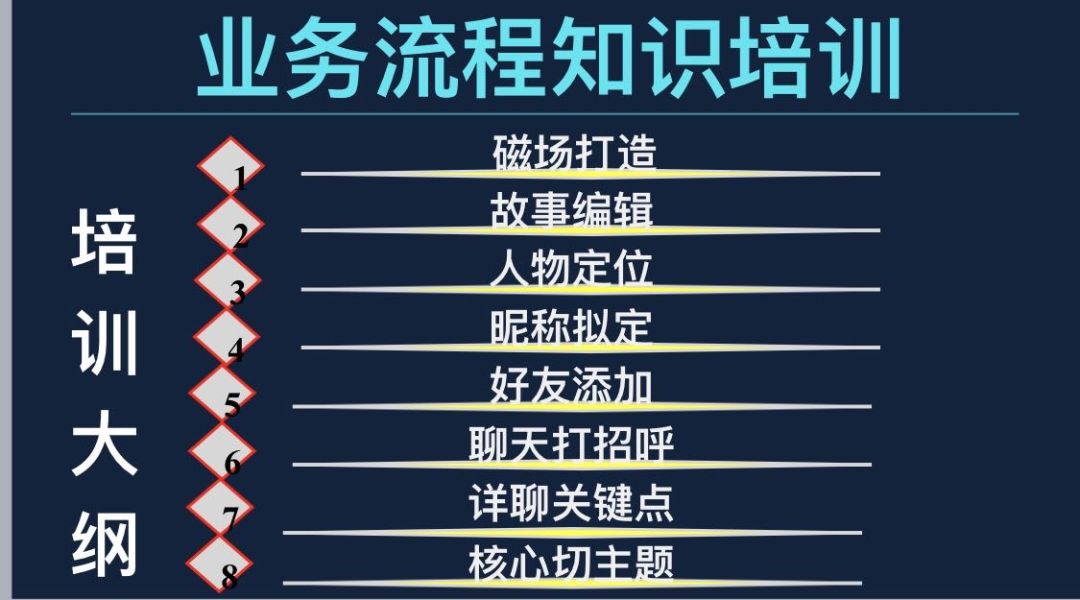 业务流程知识培训
培训大纲
1 磁场打造
2 故事编辑
3 人物定位
4 昵称拟定
5 好友添加
6 聊天打招呼
7 详聊关键点
8 核心切主题